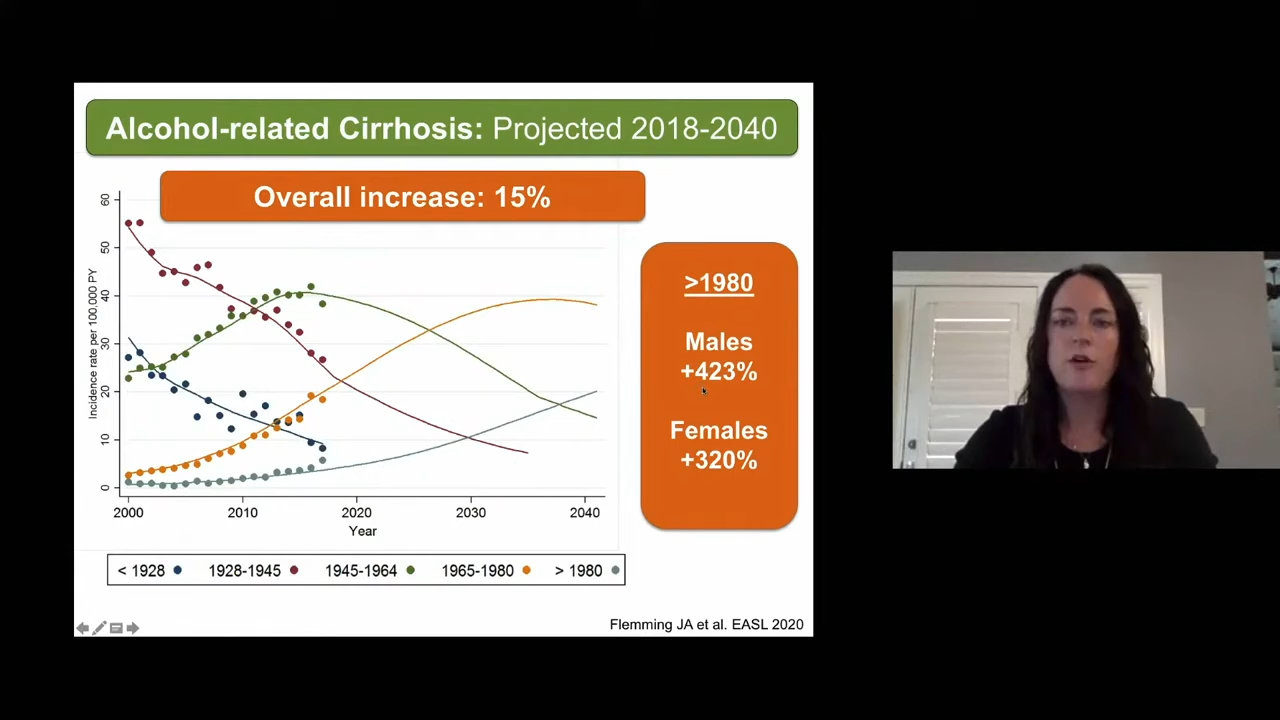 Alcohol-related Cirrhosis: Projected 2018-2040
Overall increase: 15%
Incidence rate per 100,000 PY
60
50
40
30
20
10
0
2000 2010 2020 2030 2040
Year
< 1928 1928-1945 1945-1964 1965-1980 > 1980
>1980
Males
+423%
Females
+320%
Flemming JA et al. EASL 2020